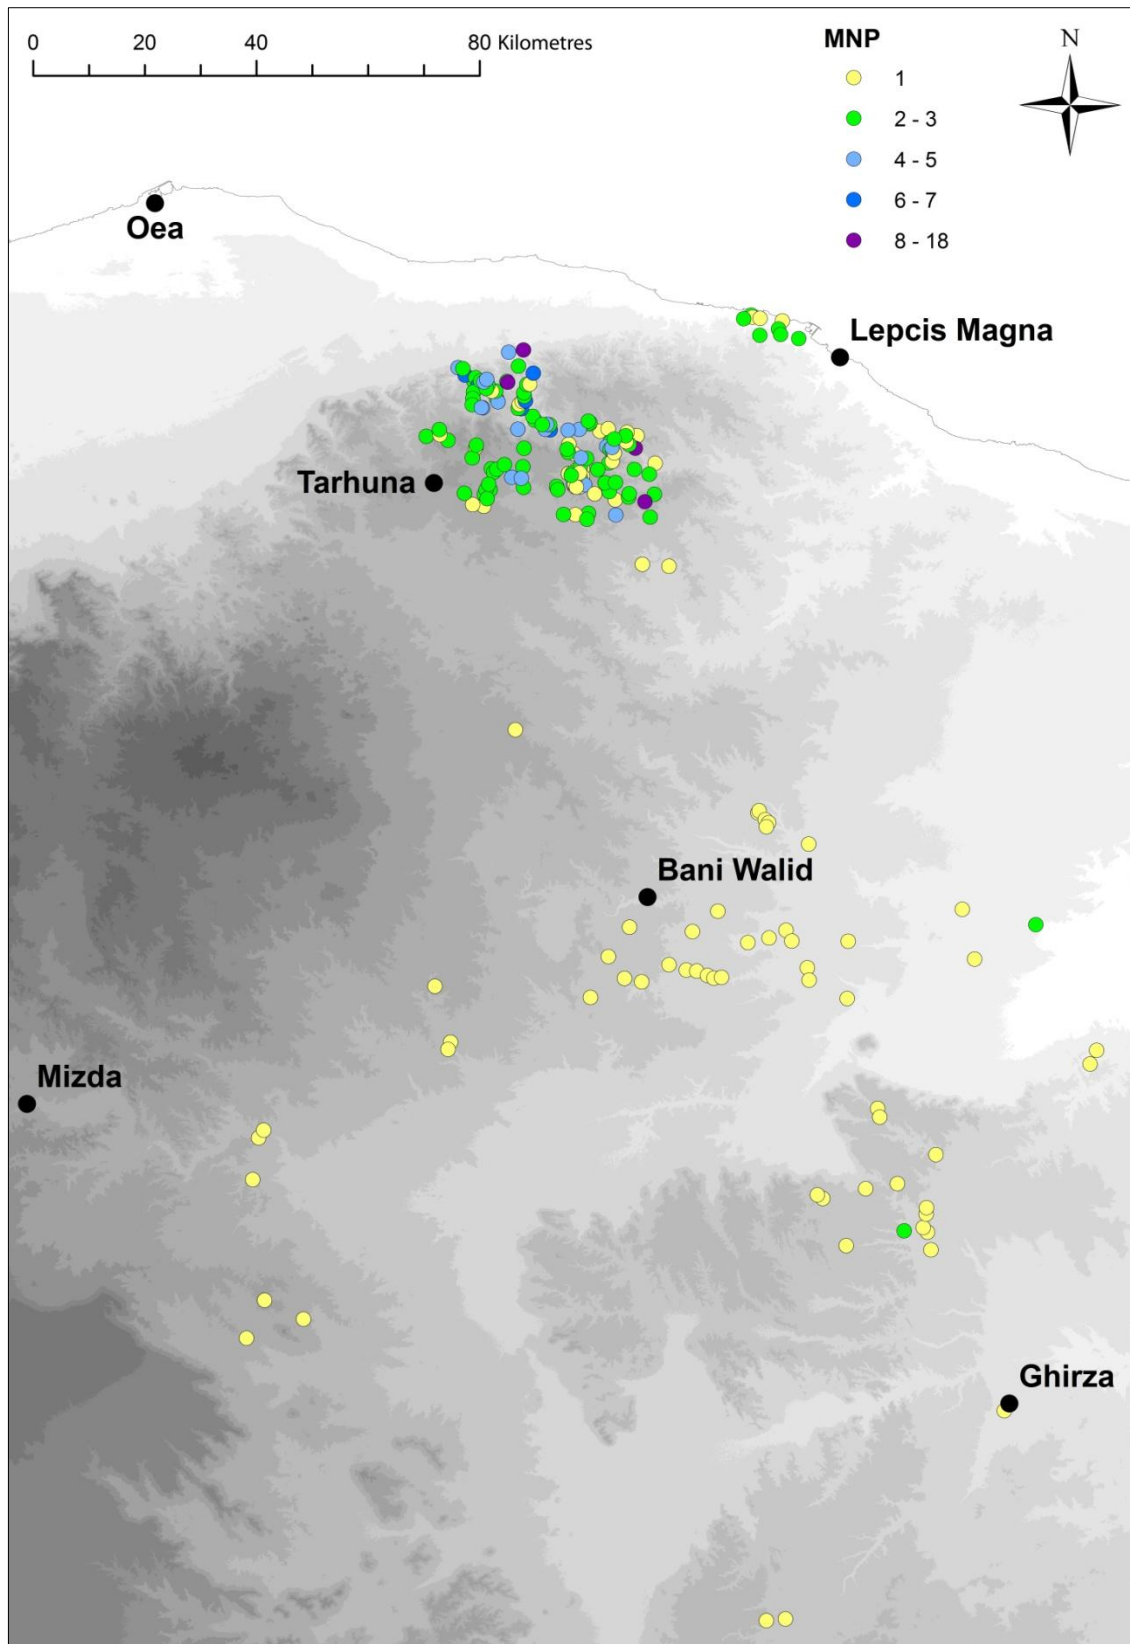 0 20 40 80 Kilometres
MNP
N
1
2 - 3
4 - 5
6 - 7
8 - 18
Oea
Lepcis Magna
Tarhuna
Bani Walid
Mizda
Ghirza